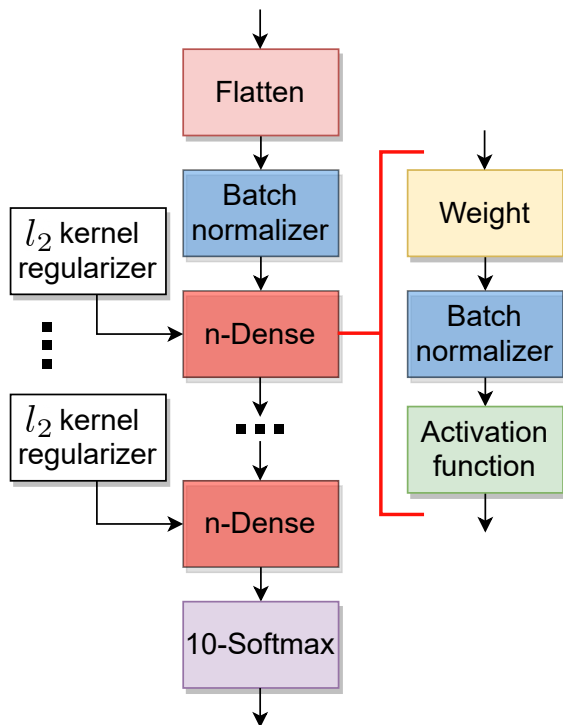 Flatten
Batch
normalizer
l₂ kernel
regularizer
n-Dense
l₂ kernel
regularizer
n-Dense
10-Softmax
Weight
Batch
normalizer
Activation
function